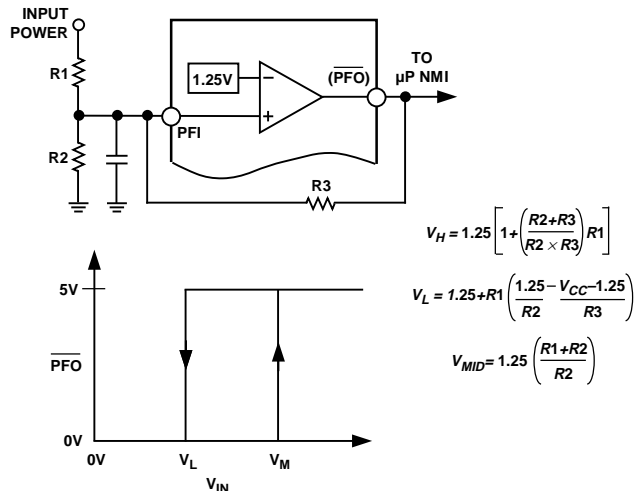 INPUT
POWER
R1
R2
1.25V
−
+
PFI
(PFO)
TO
µP NMI
R3
V_H = 1.25 [1+((R2+R3)/(R2 × R3)) R1]
V_L = 1.25+R1 (1.25/R2 − (V_CC−1.25)/R3)
V_MID = 1.25 ((R1+R2)/R2)
5V
PFO
0V
0V
V_L
V_M
V_IN